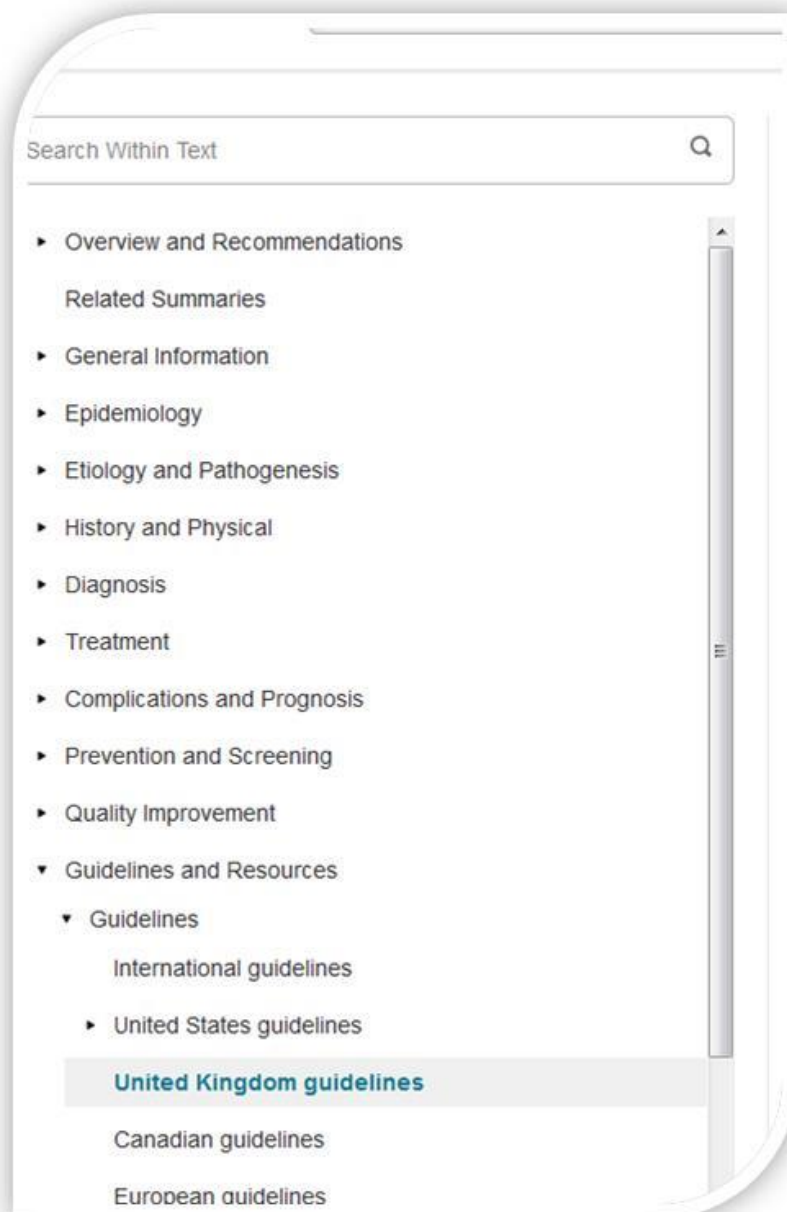 Search Within Text
Overview and Recommendations
Related Summaries
General Information
Epidemiology
Etiology and Pathogenesis
History and Physical
Diagnosis
Treatment
Complications and Prognosis
Prevention and Screening
Quality Improvement
Guidelines and Resources
Guidelines
International guidelines
United States guidelines
United Kingdom guidelines
Canadian guidelines
European guidelines